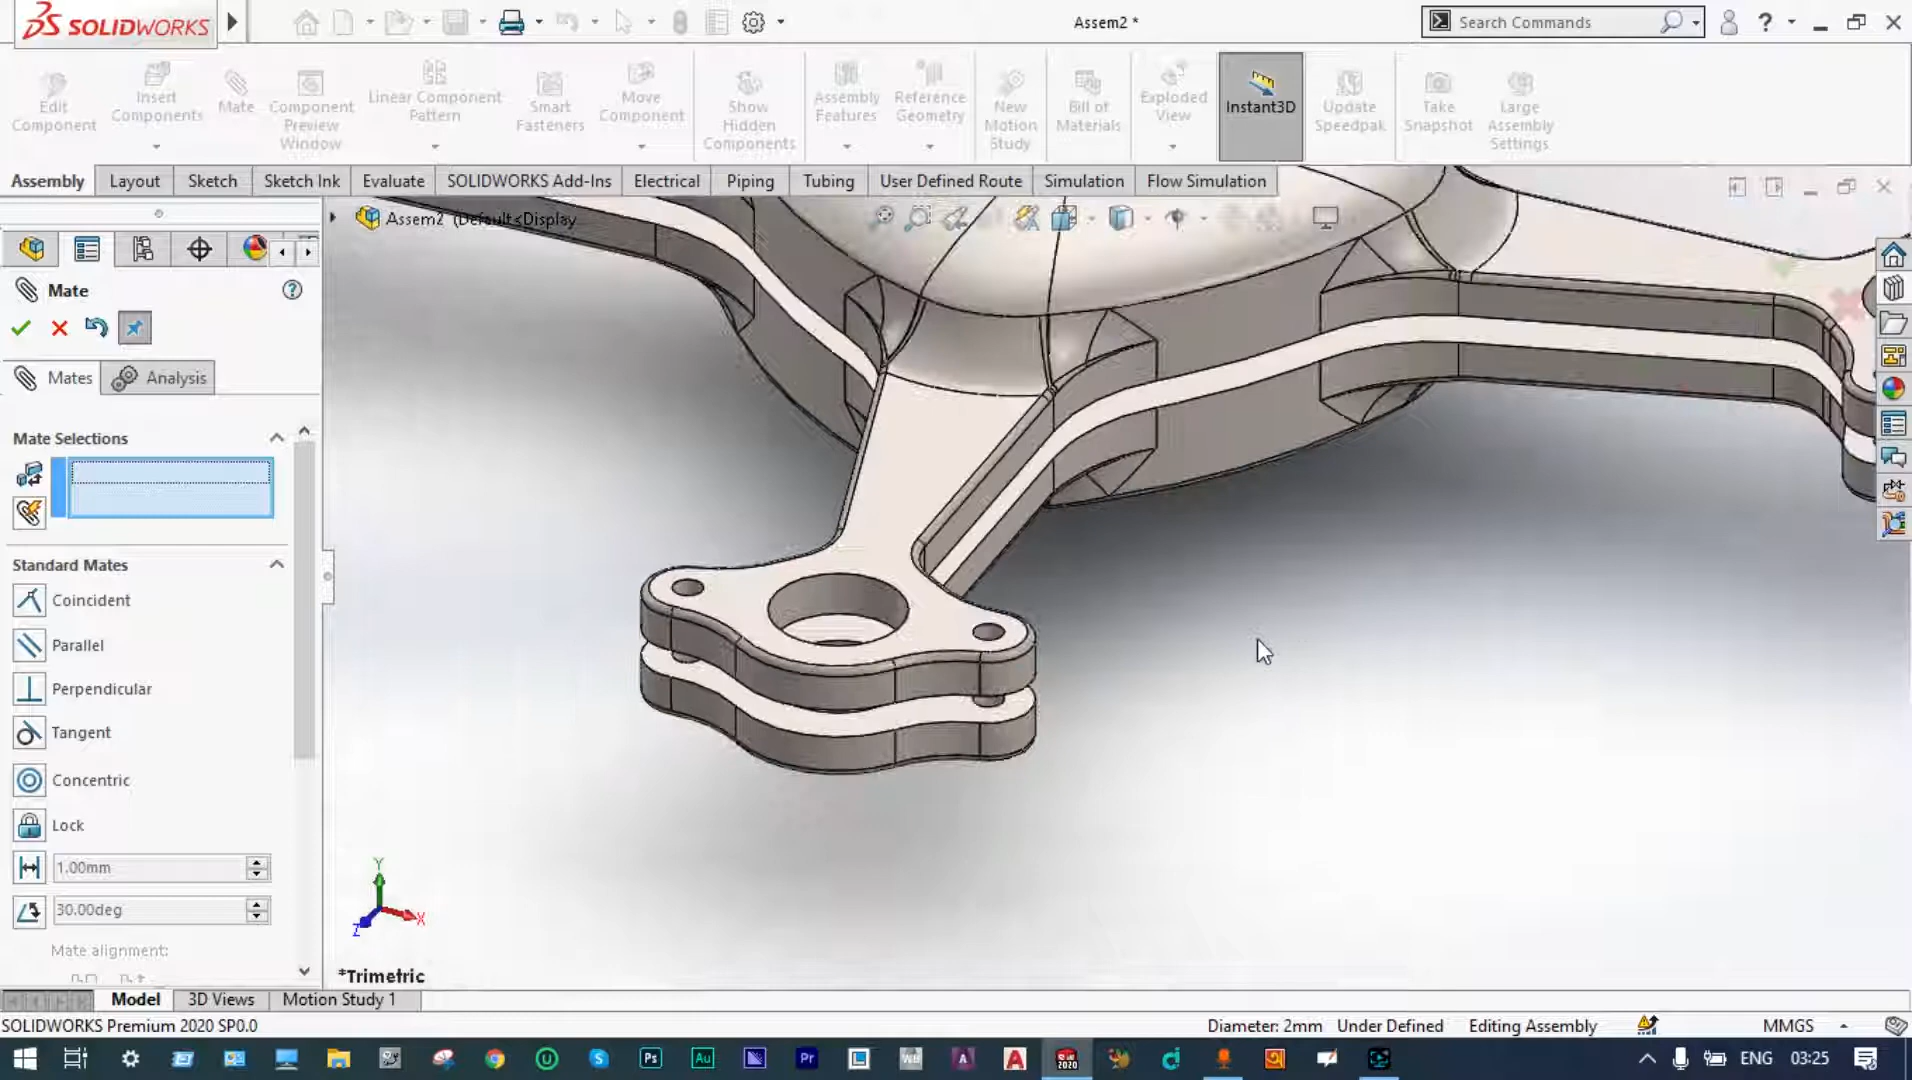 SOLIDWORKS
Assem2 *
Search Commands
?
Edit Component
Insert Components
Mate
Component Preview Window
Linear Component Pattern
Smart Fasteners
Move Component
Show Hidden Components
Assembly Features
Reference Geometry
New Motion Study
Bill of Materials
Exploded View
Instant3D
Update Speedpak
Take Snapshot
Large Assembly Settings
Assembly
Layout
Sketch
Sketch Ink
Evaluate
SOLIDWORKS Add-Ins
Electrical
Piping
Tubing
User Defined Route
Simulation
Flow Simulation
Assem2 (Default<Display
Mate
?
Mates
Analysis
Mate Selections
Standard Mates
Coincident
Parallel
Perpendicular
Tangent
Concentric
Lock
1.00mm
30.00deg
Mate alignment:
Y
X
Z
*Trimetric
Model
3D Views
Motion Study 1
SOLIDWORKS Premium 2020 SP0.0
Diameter: 2mm
Under Defined
Editing Assembly
MMGS
Ps
Au
Pr
2020
ENG
03:25